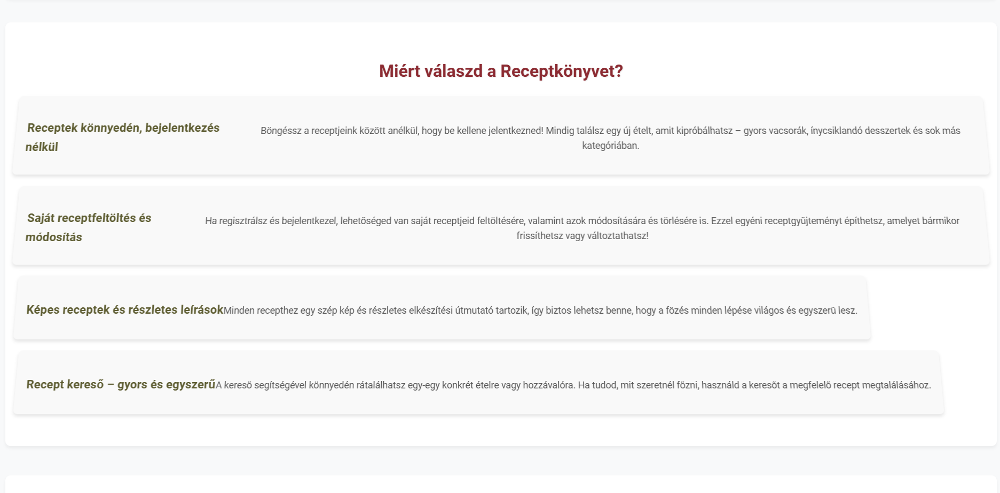 Miért válaszd a Receptkönyvet?
Receptek könnyedén, bejelentkezés
nélkül
Böngéssz a receptjeink között anélkül, hogy be kellene jelentkezned! Mindig találsz egy új ételt, amit kipróbálhatsz – gyors vacsorák, ínycsiklandó desszertek és sok más
kategóriában.
Saját receptfeltöltés és
módosítás
Ha regisztrálsz és bejelentkezel, lehetőséged van saját receptjeid feltöltésére, valamint azok módosítására és törlésére is. Ezzel egyéni receptgyűjteményt építhetsz, amelyet bármikor
frissíthetsz vagy változtathatsz!
Képes receptek és részletes leírások
Minden recepthez egy szép kép és részletes elkészítési útmutató tartozik, így biztos lehetsz benne, hogy a főzés minden lépése világos és egyszerű lesz.
Recept kereső – gyors és egyszerű
A kereső segítségével könnyedén rátalálhatsz egy-egy konkrét ételre vagy hozzávalóra. Ha tudod, mit szeretnél főzni, használd a keresőt a megfelelő recept megtalálásához.